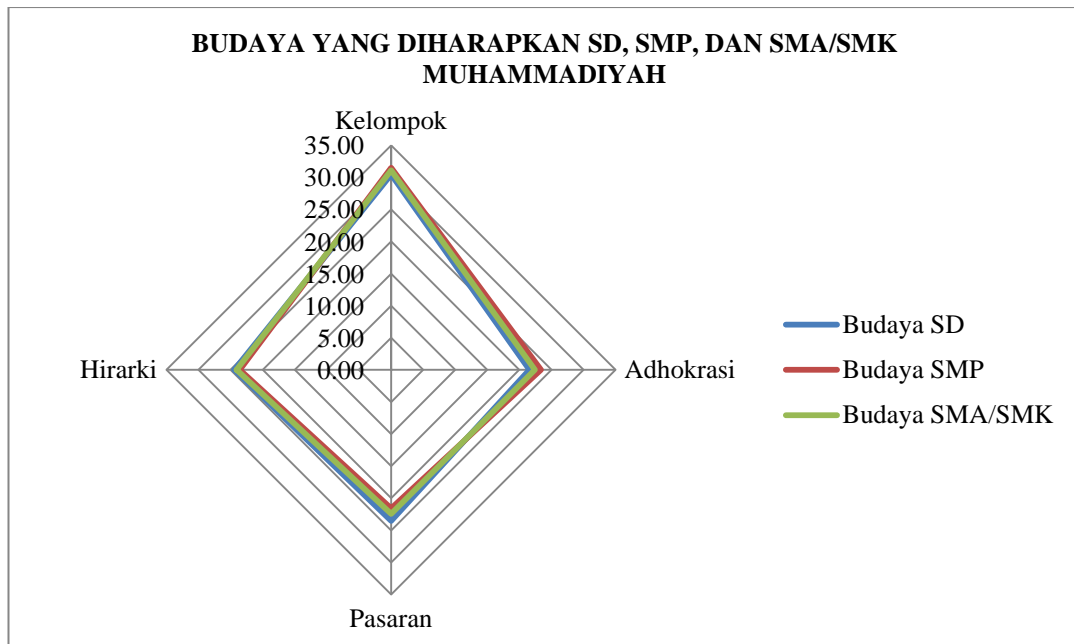 BUDAYA YANG DIHARAPKAN SD, SMP, DAN SMA/SMK
MUHAMMADIYAH
Kelompok
35.00
30.00
25.00
20.00
15.00
10.00
5.00
0.00
Hirarki
Adhokrasi
Pasaran
Budaya SD
Budaya SMP
Budaya SMA/SMK